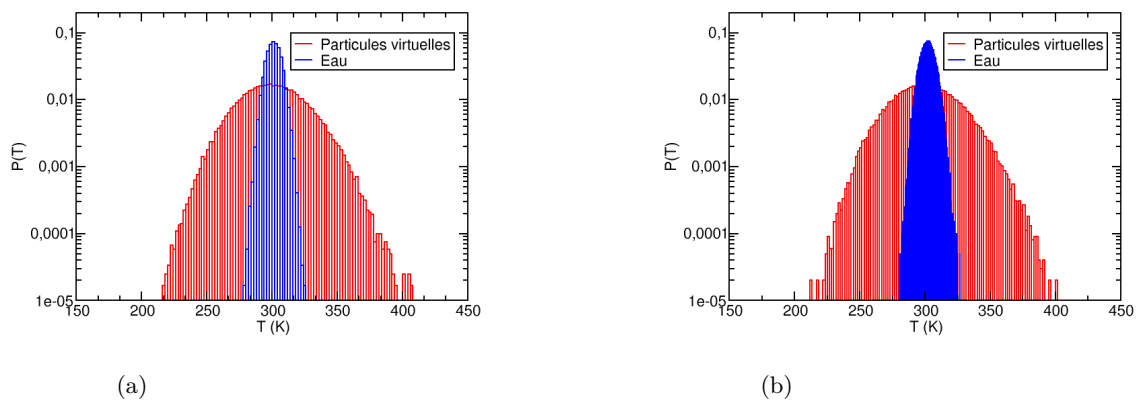 0,1
0,01
0,001
0,0001
1e-05
P(T)
150 200 250 300 350 400 450
T (K)
Particules virtuelles
Eau
(a)
0,1
0,01
0,001
0,0001
1e-05
P(T)
150 200 250 300 350 400 450
T (K)
Particules virtuelles
Eau
(b)